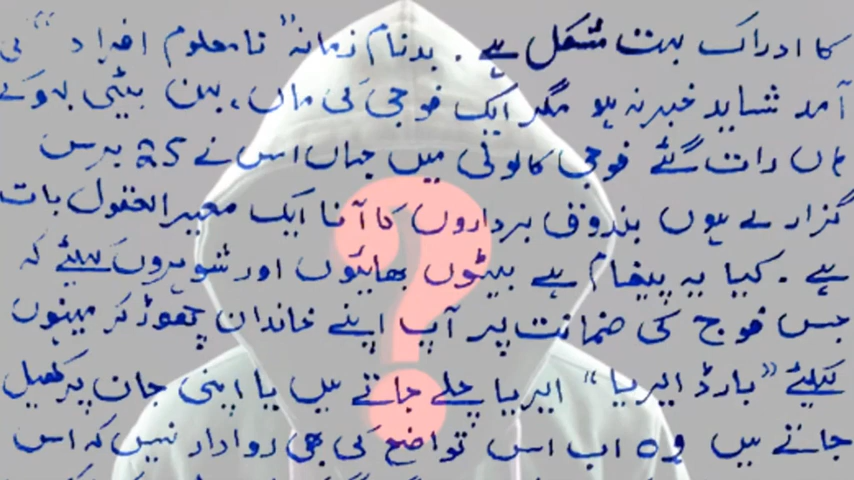 کا ادراک بہت مشکل ہے. بدنام زمانہ "نامعلوم افراد" کی
آمد شاید خبر نہ ہو مگر ایک فوجی کی ماں، بہن بیٹی بیوی کے
ہاں رات گئے فوجی کالونی میں جہاں اس نے 25 برس
گزارے ہوں بندوق برداروں کا آنا ایک محیر العقول بات
ہے. کیا یہ پیغام ہے بیٹوں بھائیوں اور شوہروں کیلئے کہ
جس فوج کی ضمانت پر آپ اپنے خاندان چھوڑ کر مہینوں
کیلئے "ہارڈ ایریا" ایریا چلے جاتے ہیں یا اپنی جان پر کھیل
جاتے ہیں وہ اب اس تواضع کی بھی روادار نہیں کہ اس